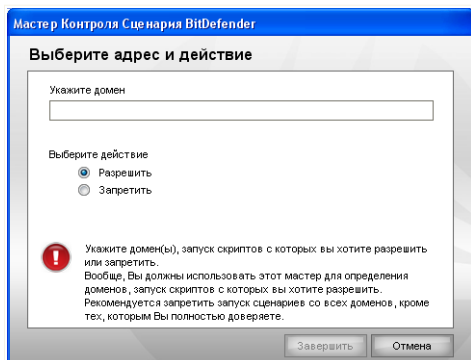 Мастер Контроля Сценария BitDefender
Выберите адрес и действие
Укажите домен
Выберите действие
Разрешить
Запретить
Укажите домен(ы), запуск скриптов с которых вы хотите разрешить
или запретить.
Вообще, Вы должны использовать этот мастер для определения
доменов, запуск скриптов с которых вы хотите разрешить.
Рекомендуется запретить запуск сценариев со всех доменов, кроме
тех, которым Вы полностью доверяете.
Завершить Отмена